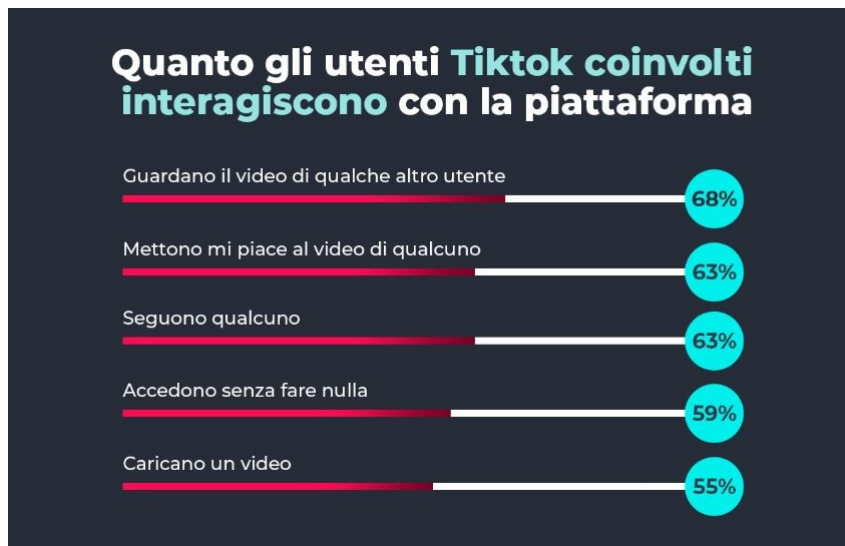 Quanto gli utenti Tiktok coinvolti
interagiscono con la piattaforma
Guardano il video di qualche altro utente
68%
Mettono mi piace al video di qualcuno
63%
Seguono qualcuno
63%
Accedono senza fare nulla
59%
Caricano un video
55%